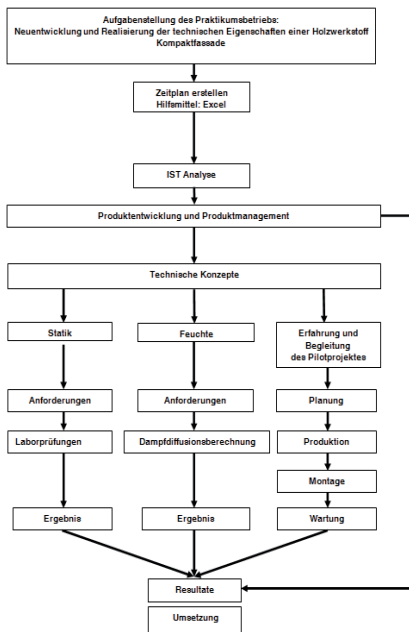 Aufgabenstellung des Praktikumsbetriebs:
Neuentwicklung und Realisierung der technischen Eigenschaften einer Holzwerkstoff
Kompaktfassade
Zeitplan erstellen
Hilfsmittel: Excel
IST Analyse
Produktentwicklung und Produktmanagement
Technische Konzepte
Statik
Feuchte
Erfahrung und
Begleitung
des Pilotprojektes
Anforderungen
Anforderungen
Planung
Laborprüfungen
Dampfdiffusionsberechnung
Produktion
Montage
Ergebnis
Ergebnis
Wartung
Resultate
Umsetzung